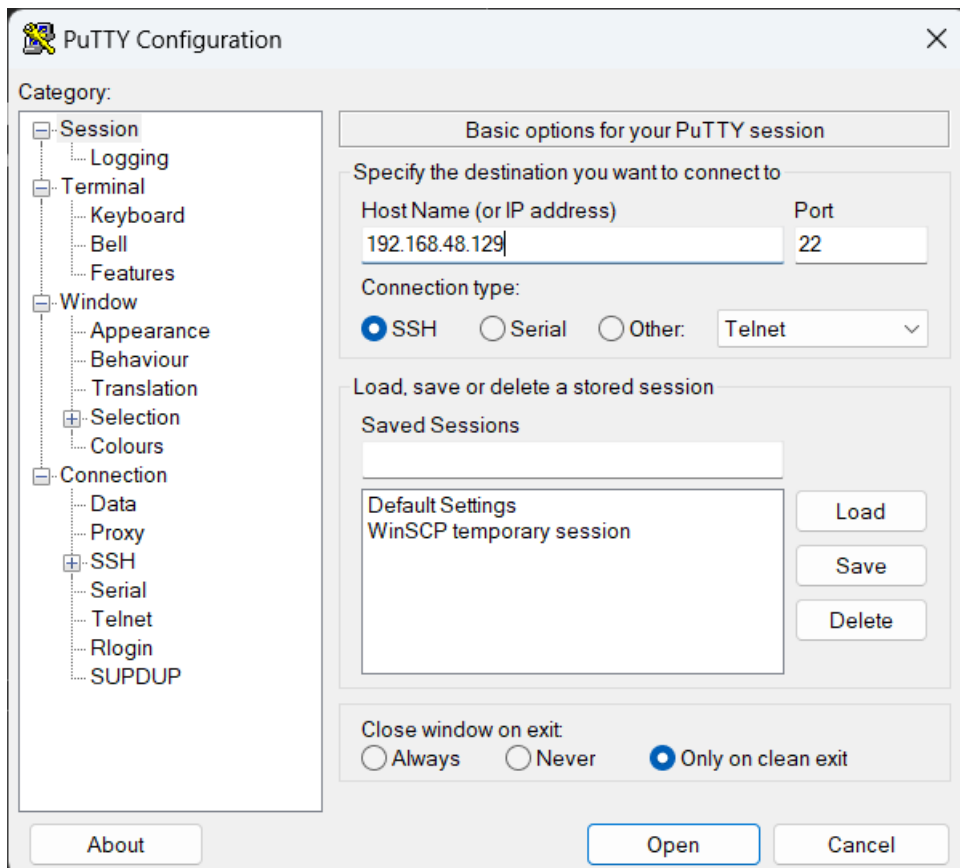 PuTTY Configuration
Category:
Session
Logging
Terminal
Keyboard
Bell
Features
Window
Appearance
Behaviour
Translation
Selection
Colours
Connection
Data
Proxy
SSH
Serial
Telnet
Rlogin
SUPDUP
Basic options for your PuTTY session
Specify the destination you want to connect to
Host Name (or IP address) Port
192.168.48.129 22
Connection type:
SSH Serial Other: Telnet
Load, save or delete a stored session
Saved Sessions
Default Settings
WinSCP temporary session
Load
Save
Delete
Close window on exit:
Always Never Only on clean exit
About Open Cancel